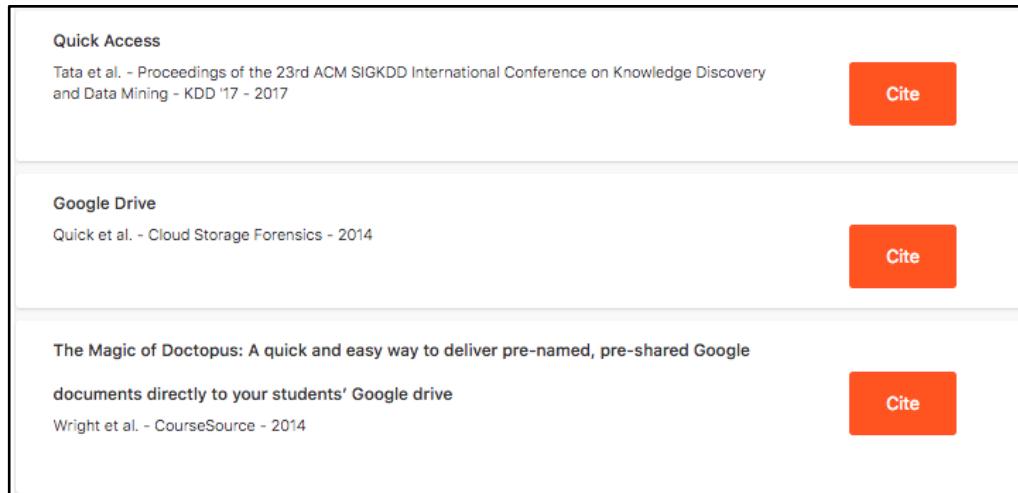 Quick Access
Tata et al. - Proceedings of the 23rd ACM SIGKDD International Conference on Knowledge Discovery
and Data Mining - KDD '17 - 2017
Cite
Google Drive
Quick et al. - Cloud Storage Forensics - 2014
Cite
The Magic of Doctopus: A quick and easy way to deliver pre-named, pre-shared Google
documents directly to your students’ Google drive
Wright et al. - CourseSource - 2014
Cite